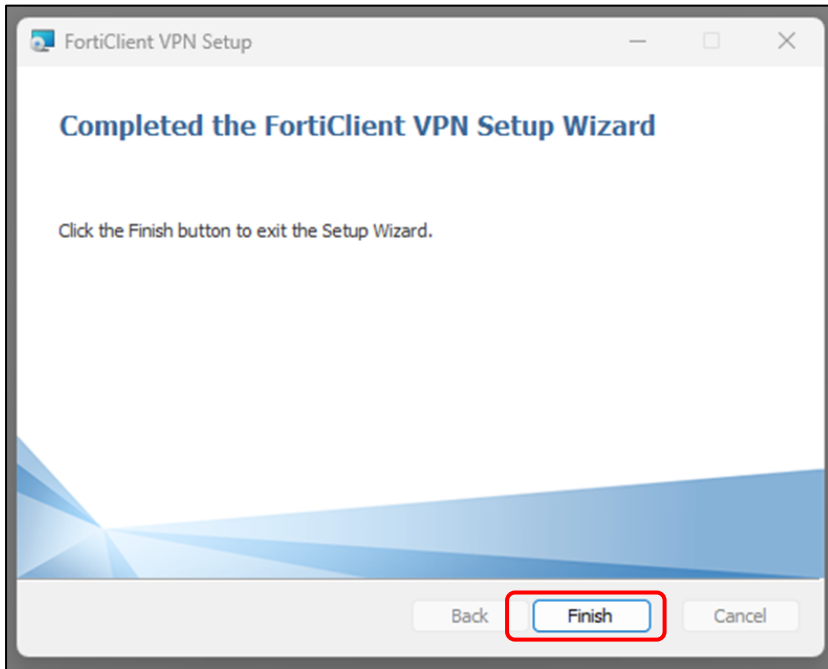 FortiClient VPN Setup
Completed the FortiClient VPN Setup Wizard
Click the Finish button to exit the Setup Wizard.
Back Finish Cancel